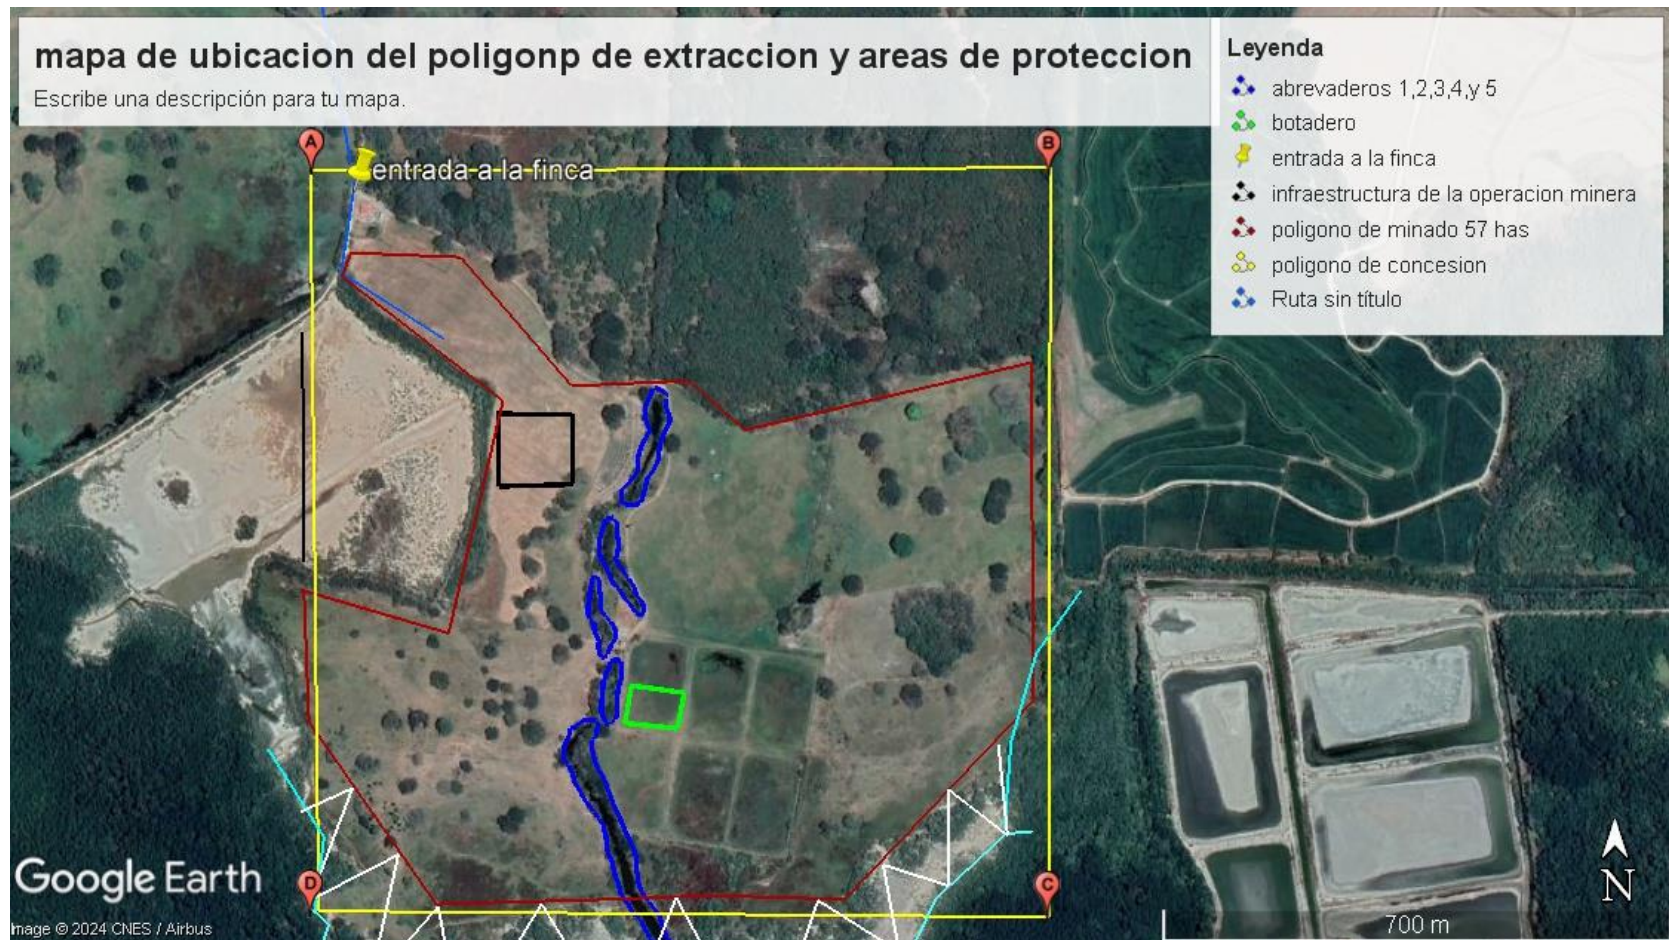 mapa de ubicacion del poligonp de extraccion y areas de proteccion
Escribe una descripción para tu mapa.
Leyenda
abrevaderos 1,2,3,4,y 5
botadero
entrada a la finca
infraestructura de la operacion minera
poligono de minado 57 has
poligono de concesion
Ruta sin título
A
B
entrada a la finca
D
C
Google Earth
Image © 2024 CNES / Airbus
N
700 m